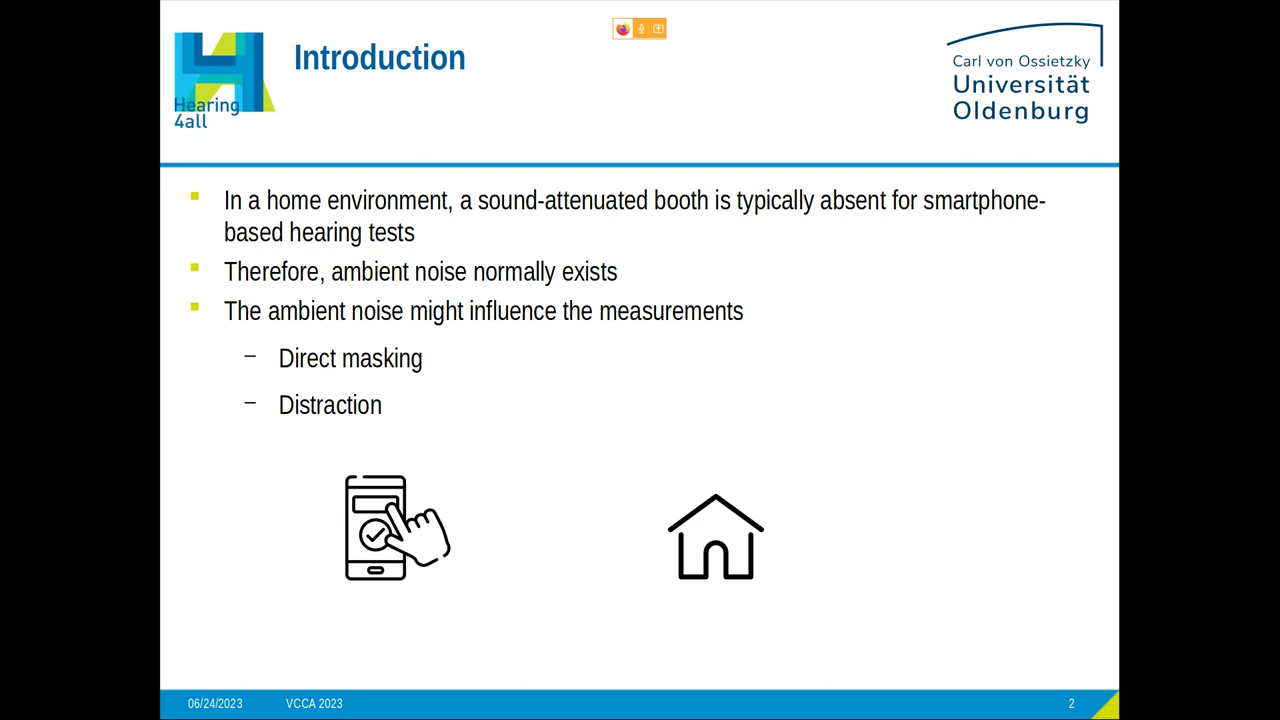 Introduction
Hearing
4all
Carl von Ossietzky
Universität
Oldenburg
In a home environment, a sound-attenuated booth is typically absent for smartphone-
based hearing tests
Therefore, ambient noise normally exists
The ambient noise might influence the measurements
– Direct masking
– Distraction
06/24/2023 VCCA 2023 2